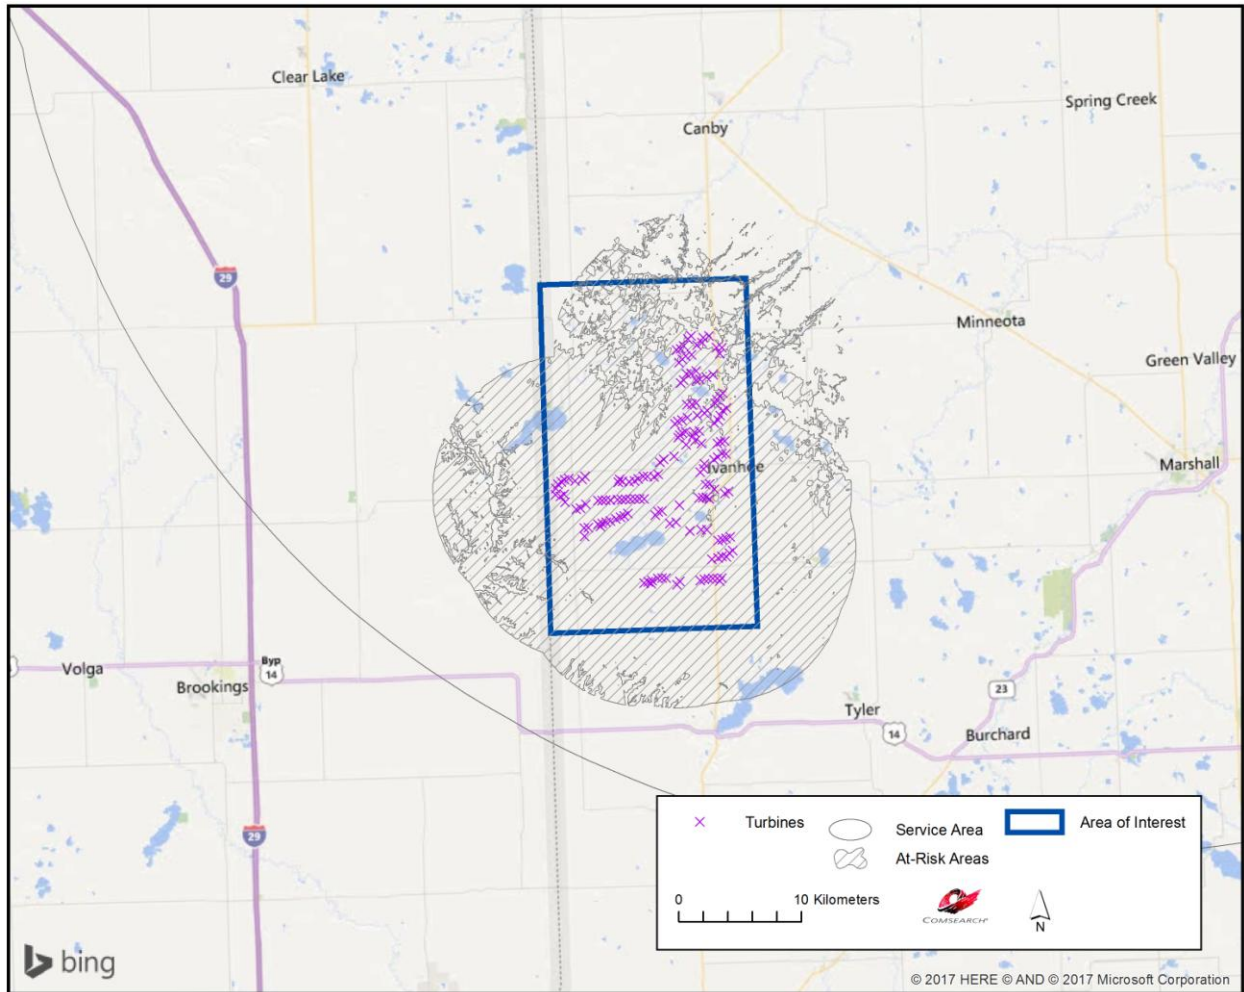 Clear Lake
Spring Creek
Canby
29
Minneota
Green Valley
Ivanhoe
Marshall
Volga
Byp
14
Brookings
23
Tyler
14
Burchard
29
Turbines
Service Area
Area of Interest
At-Risk Areas
0
10 Kilometers
COMSEARCH
N
bing
© 2017 HERE © AND © 2017 Microsoft Corporation